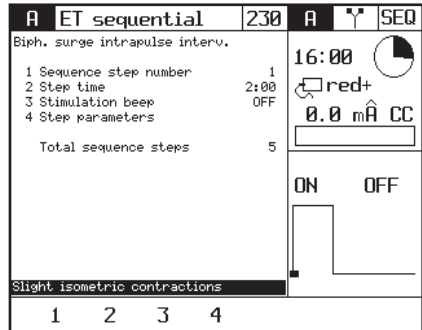 A ET sequential 230
Biph. surge intrapulse interv.
1 Sequence step number 1
2 Step time 2:00
3 Stimulation beep OFF
4 Step parameters
Total sequence steps 5
Slight isometric contractions
1 2 3 4
A SEQ
16:00
red+
0.0 mÂ CC
ON OFF